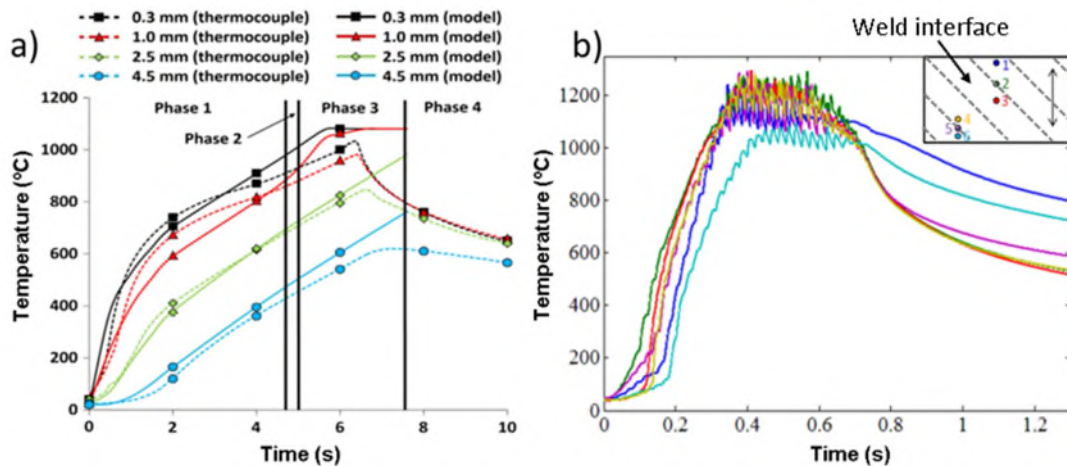 a)
0.3 mm (thermocouple) 0.3 mm (model)
1.0 mm (thermocouple) 1.0 mm (model)
2.5 mm (thermocouple) 2.5 mm (model)
4.5 mm (thermocouple) 4.5 mm (model)
Phase 1 Phase 2 Phase 3 Phase 4
Temperature (°C)
1200
1000
800
600
400
200
0
0 2 4 6 8 10
Time (s)
b)
Weld interface
1
2
3
4
5
6
Temperature (°C)
1200
1000
800
600
400
200
0
0 0.2 0.4 0.6 0.8 1 1.2
Time (s)